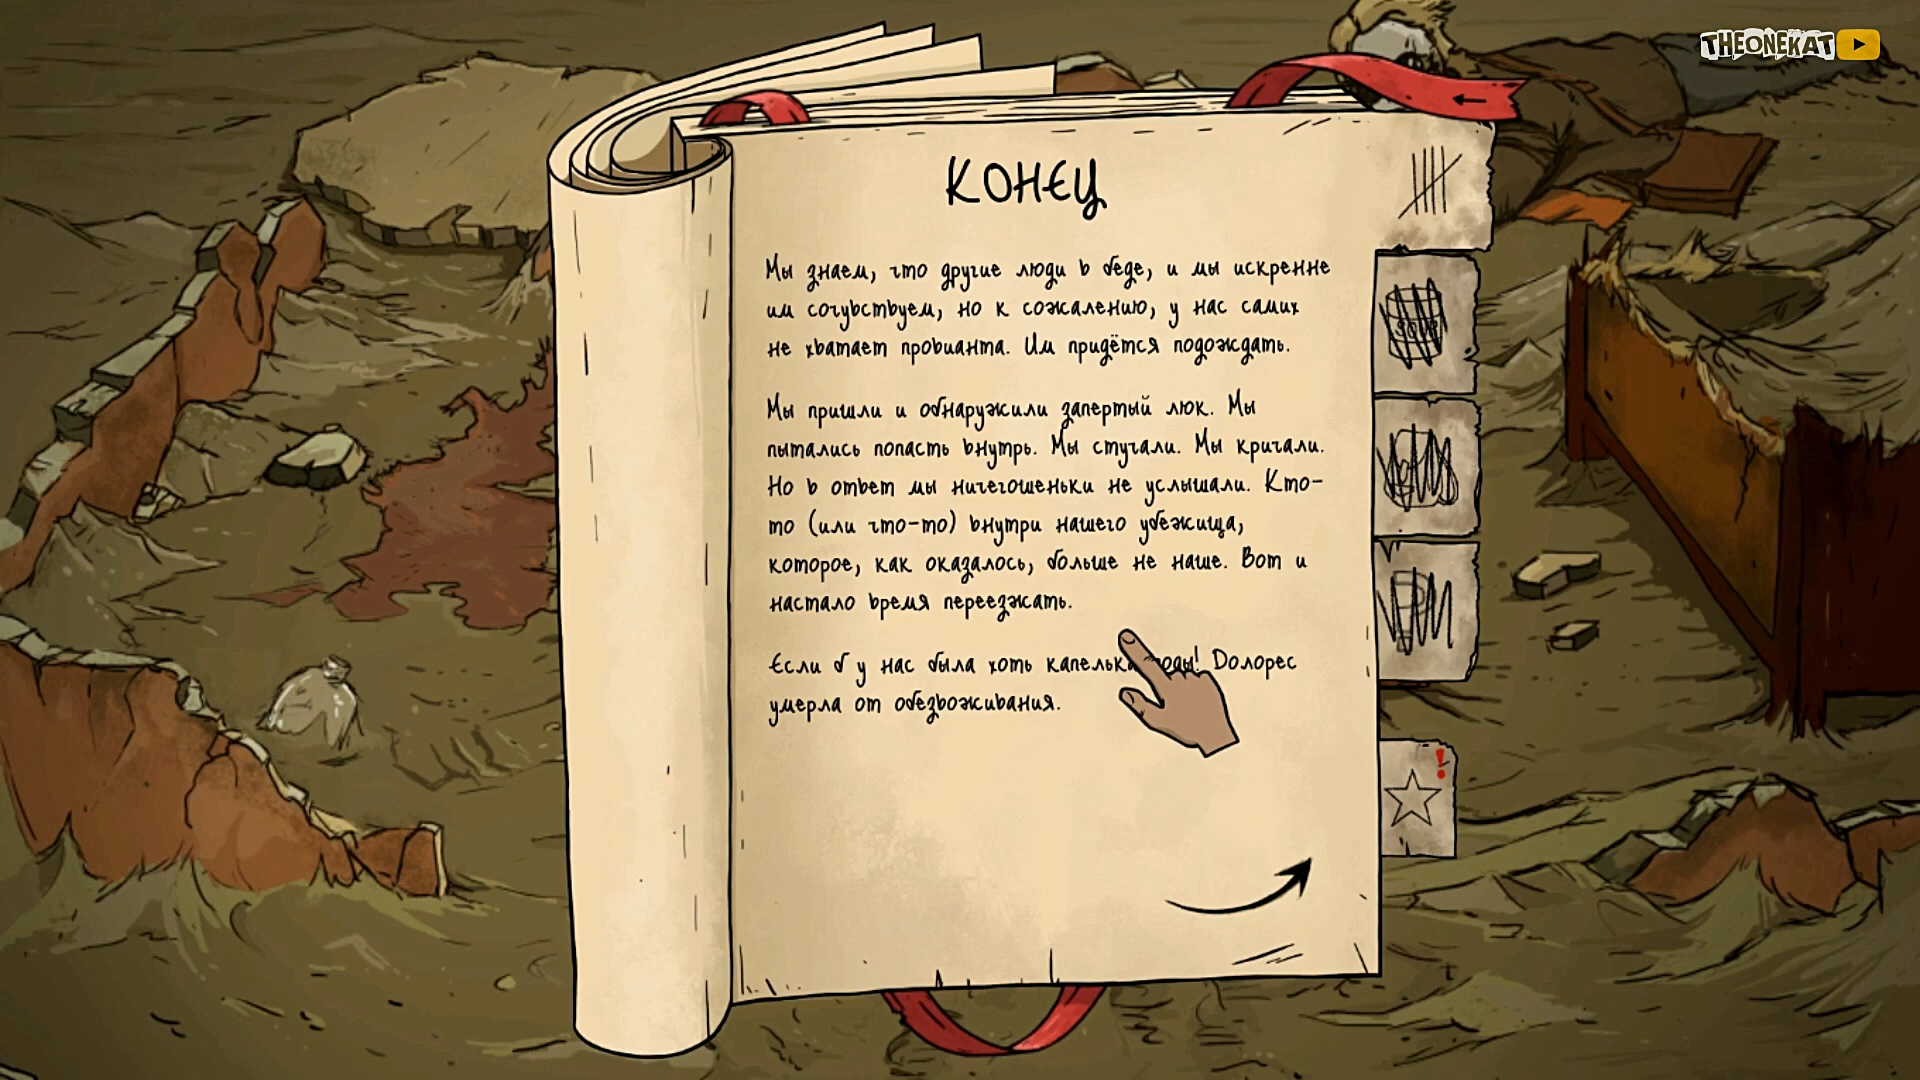 THEONEKAT
КОНЕЦ
Мы знаем, что другие люди в беде, и мы искренне
им сочувствуем, но к сожалению, у нас самих
не хватает провианта. Им придётся подождать.
Мы пришли и обнаружили запертый люк. Мы
пытались попасть внутрь. Мы стучали. Мы кричали.
Но в ответ мы ничегошеньки не услышали. Кто-
то (или что-то) внутри нашего убежища,
которое, как оказалось, больше не наше. Вот и
настало время переезжать.
Если б у нас была хоть Долорес
умерла от обезвоживания.